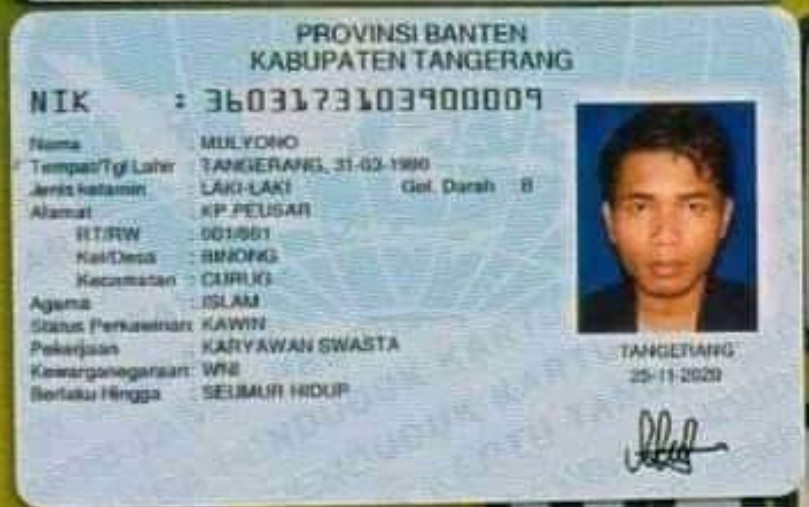 PROVINSI BANTEN
KABUPATEN TANGERANG
NIK : 3603173103900009
Nama : MULYONO
Tempat/Tgl Lahir : TANGERANG, 31-03-1990
Jenis kelamin : LAKI-LAKI Gol. Darah B
Alamat : KP PEUSAR
RT/RW : 001/001
Kel/Desa : BINONG
Kecamatan : CURUG
Agama : ISLAM
Status Perkawinan: KAWIN
Pekerjaan : KARYAWAN SWASTA
Kewarganegaraan: WNI
Berlaku Hingga : SEUMUR HIDUP
TANGERANG
25-11-2020